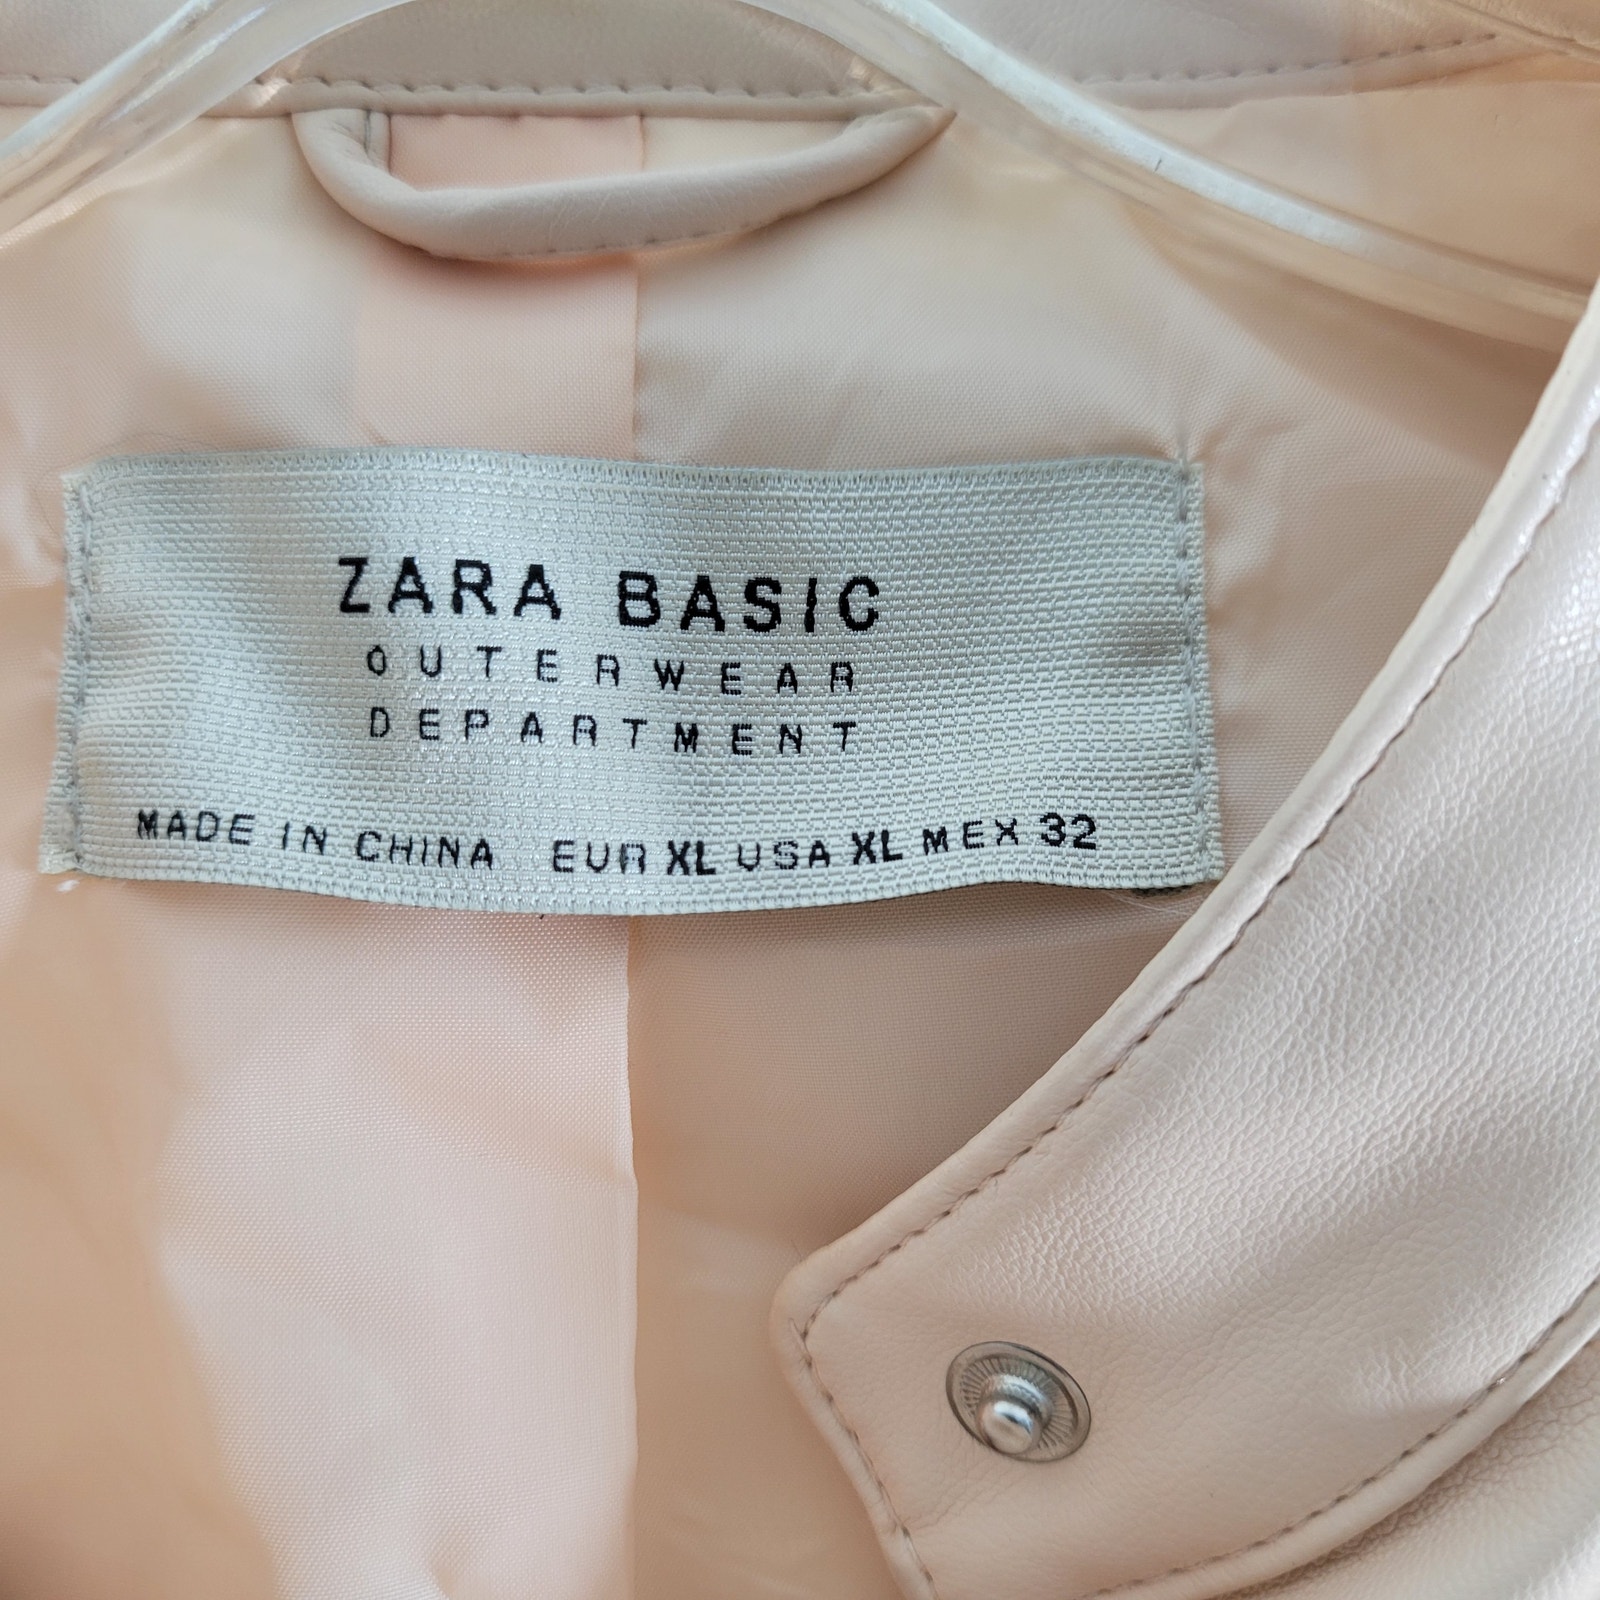 ZARA BASIC
OUTERWEAR
DEPARTMENT
MADE IN CHINA EUR XL USA XL MEX 32